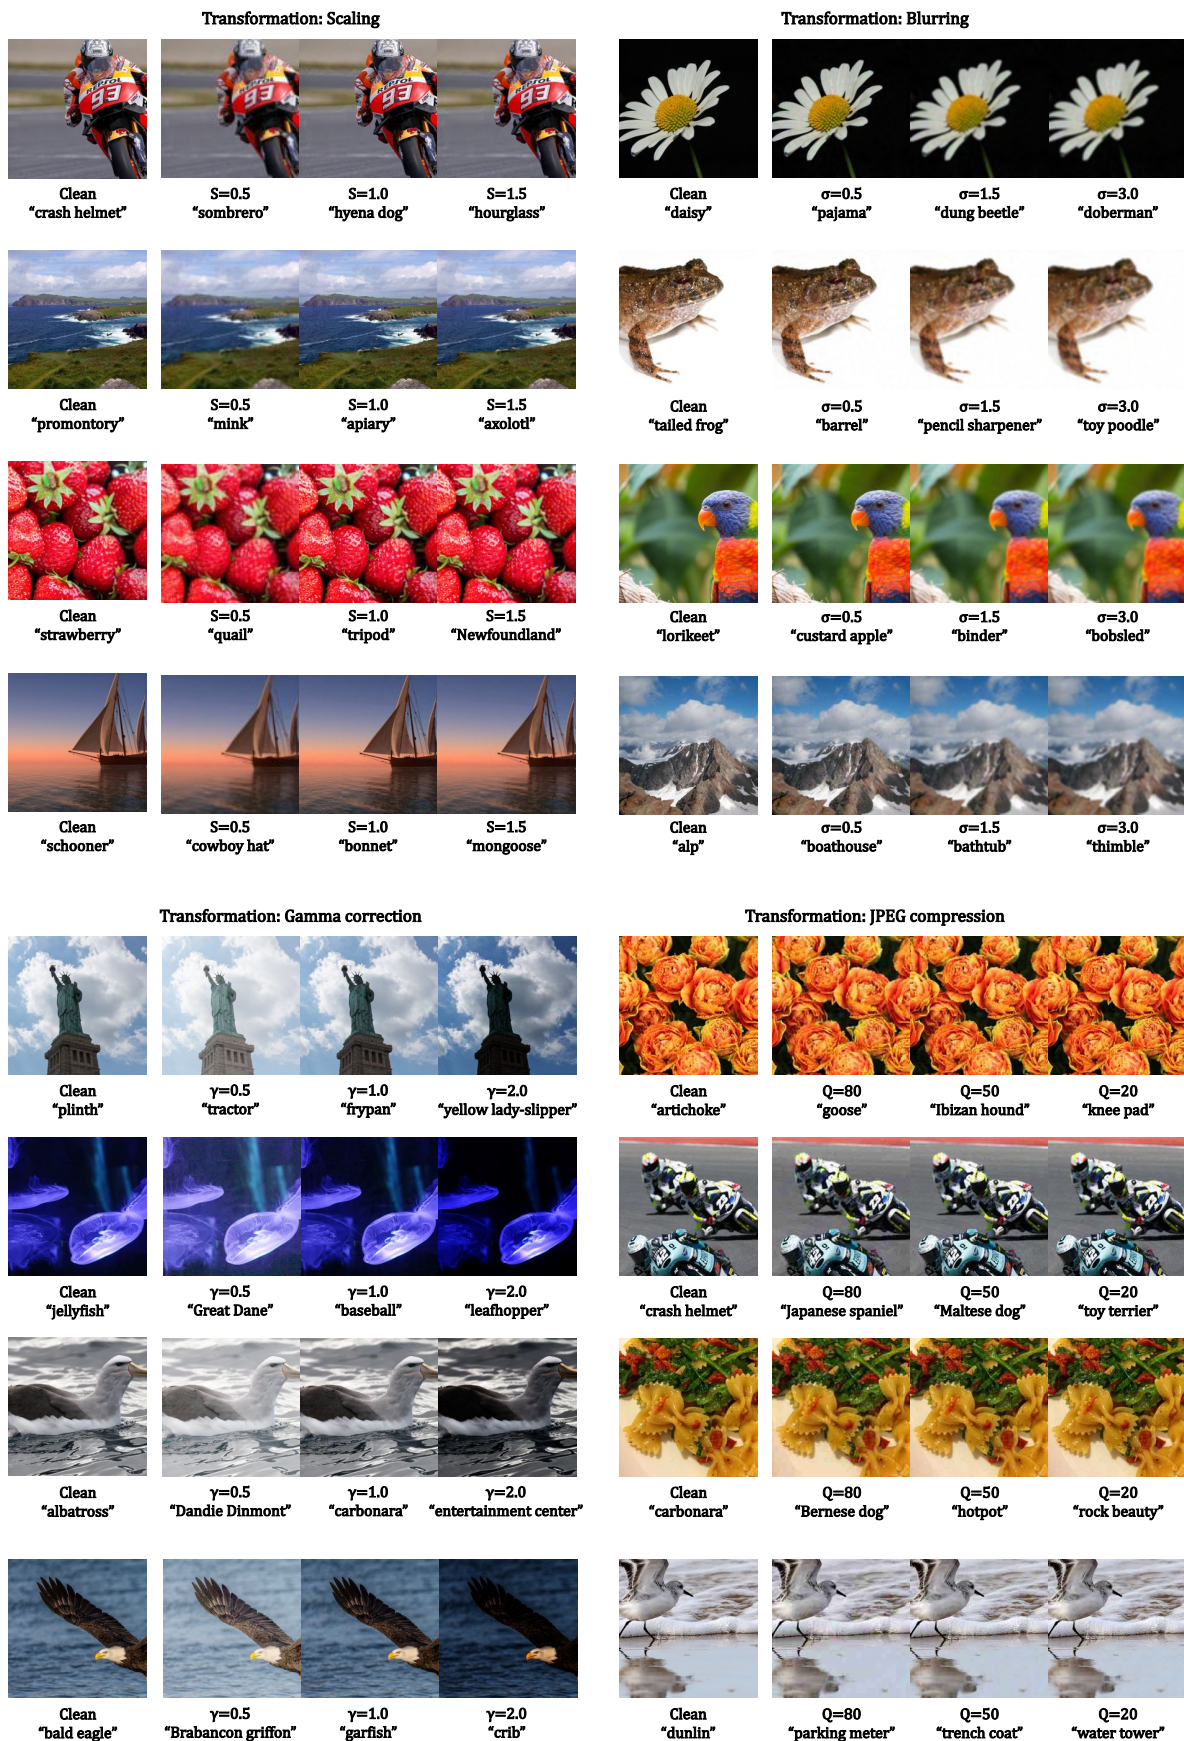 Transformation: Scaling
REPSOL
93
REPSOL
93
REPSOL
93
REPSOL
93
Clean
“crash helmet”
S=0.5
“sombrero”
S=1.0
“hyena dog”
S=1.5
“hourglass”
Clean
“promontory”
S=0.5
“mink”
S=1.0
“apiary”
S=1.5
“axolotl”
Clean
“strawberry”
S=0.5
“quail”
S=1.0
“tripod”
S=1.5
“Newfoundland”
Clean
“schooner”
S=0.5
“cowboy hat”
S=1.0
“bonnet”
S=1.5
“mongoose”
Transformation: Blurring
Clean
“daisy”
σ=0.5
“pajama”
σ=1.5
“dung beetle”
σ=3.0
“doberman”
Clean
“tailed frog”
σ=0.5
“barrel”
σ=1.5
“pencil sharpener”
σ=3.0
“toy poodle”
Clean
“lorikeet”
σ=0.5
“custard apple”
σ=1.5
“binder”
σ=3.0
“bobsled”
Clean
“alp”
σ=0.5
“boathouse”
σ=1.5
“bathtub”
σ=3.0
“thimble”
Transformation: Gamma correction
Clean
“plinth”
γ=0.5
“tractor”
γ=1.0
“frypan”
γ=2.0
“yellow lady-slipper”
Clean
“jellyfish”
γ=0.5
“Great Dane”
γ=1.0
“baseball”
γ=2.0
“leafhopper”
Clean
“albatross”
γ=0.5
“Dandie Dinmont”
γ=1.0
“carbonara”
γ=2.0
“entertainment center”
Clean
“bald eagle”
γ=0.5
“Brabancon griffon”
γ=1.0
“garfish”
γ=2.0
“crib”
Transformation: JPEG compression
Clean
“artichoke”
Q=80
“goose”
Q=50
“Ibizan hound”
Q=20
“knee pad”
Clean
“crash helmet”
Q=80
“Japanese spaniel”
Q=50
“Maltese dog”
Q=20
“toy terrier”
Clean
“carbonara”
Q=80
“Bernese dog”
Q=50
“hotpot”
Q=20
“rock beauty”
Clean
“dunlin”
Q=80
“parking meter”
Q=50
“trench coat”
Q=20
“water tower”